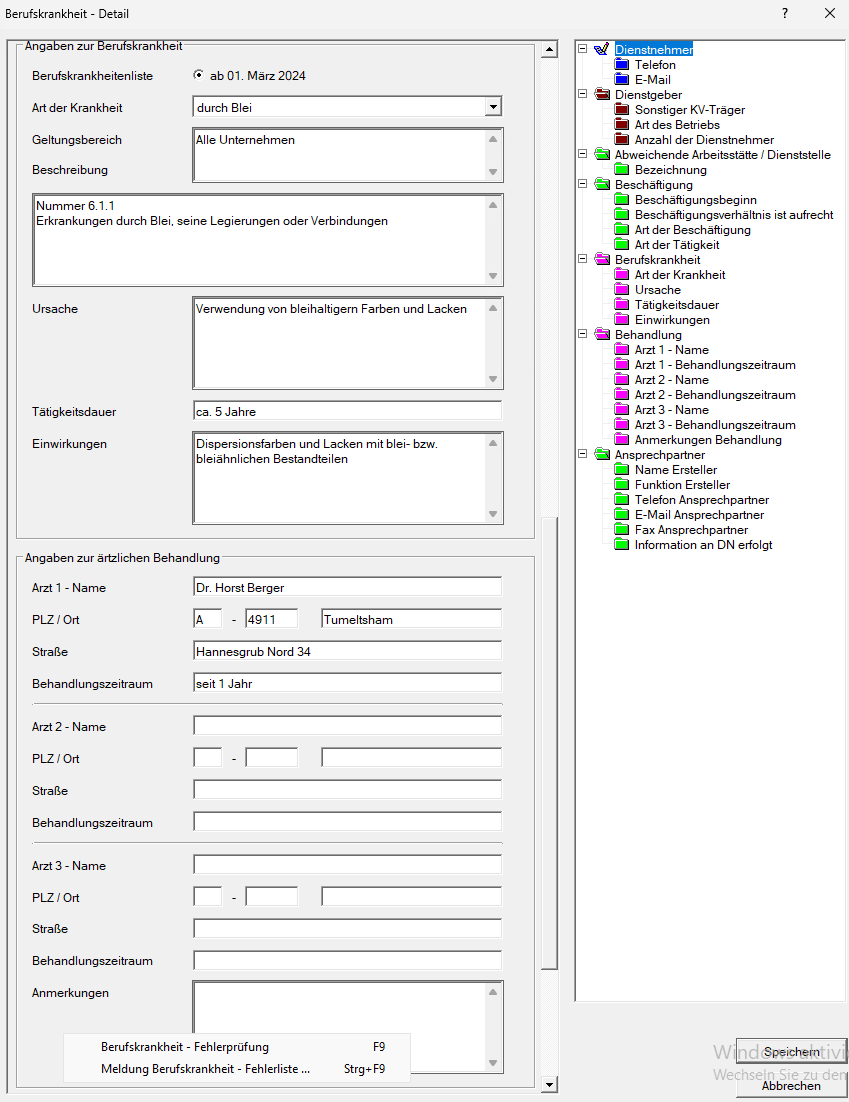 Berufskrankheit - Detail
?
Angaben zur Berufskrankheit
Berufskrankheitenliste
ab 01. März 2024
Art der Krankheit
durch Blei
Geltungsbereich
Alle Unternehmen
Beschreibung
Nummer 6.1.1
Erkrankungen durch Blei, seine Legierungen oder Verbindungen
Ursache
Verwendung von bleihaltigern Farben und Lacken
Tätigkeitsdauer
ca. 5 Jahre
Einwirkungen
Dispersionsfarben und Lacken mit blei- bzw.
bleiähnlichen Bestandteilen
Angaben zur ärtzlichen Behandlung
Arzt 1 - Name
Dr. Horst Berger
PLZ / Ort
A - 4911 Tumeltsham
Straße
Hannesgrub Nord 34
Behandlungszeitraum
seit 1 Jahr
Arzt 2 - Name
PLZ / Ort
-
Straße
Behandlungszeitraum
Arzt 3 - Name
PLZ / Ort
-
Straße
Behandlungszeitraum
Anmerkungen
Berufskrankheit - Fehlerprüfung F9
Meldung Berufskrankheit - Fehlerliste ... Strg+F9
Dienstnehmer
Telefon
E-Mail
Dienstgeber
Sonstiger KV-Träger
Art des Betriebs
Anzahl der Dienstnehmer
Abweichende Arbeitsstätte / Dienststelle
Bezeichnung
Beschäftigung
Beschäftigungsbeginn
Beschäftigungsverhältnis ist aufrecht
Art der Beschäftigung
Art der Tätigkeit
Berufskrankheit
Art der Krankheit
Ursache
Tätigkeitsdauer
Einwirkungen
Behandlung
Arzt 1 - Name
Arzt 1 - Behandlungszeitraum
Arzt 2 - Name
Arzt 2 - Behandlungszeitraum
Arzt 3 - Name
Arzt 3 - Behandlungszeitraum
Anmerkungen Behandlung
Ansprechpartner
Name Ersteller
Funktion Ersteller
Telefon Ansprechpartner
E-Mail Ansprechpartner
Fax Ansprechpartner
Information an DN erfolgt
Windows aktivi
Speichern
Wechseln Sie zu den
Abbrechen